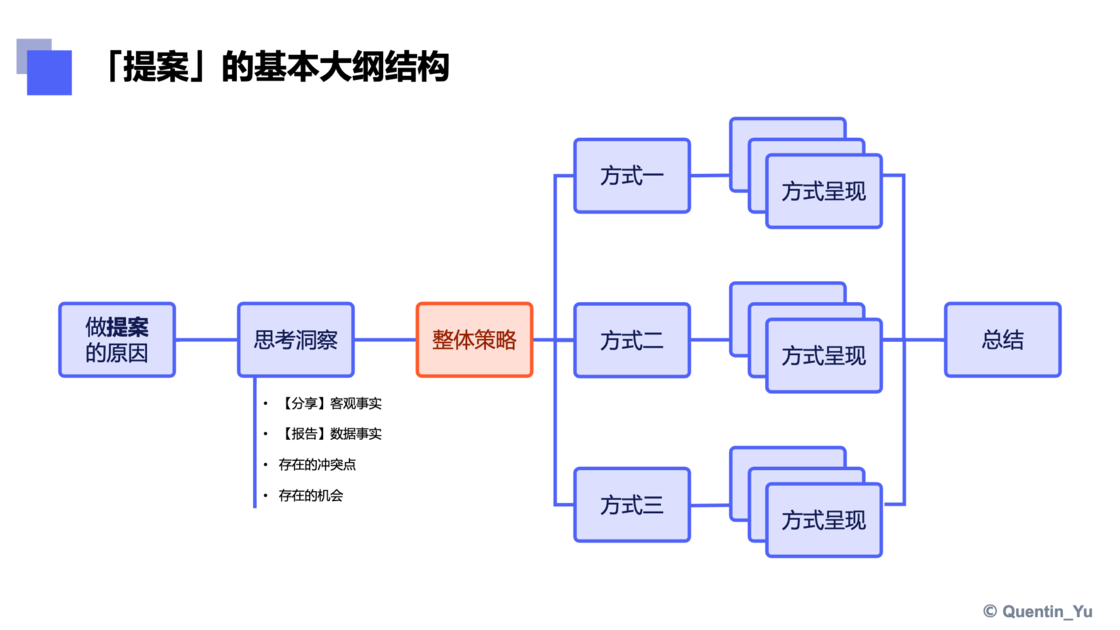 「提案」的基本大纲结构
做提案
的原因
思考洞察
• 【分享】客观事实
• 【报告】数据事实
• 存在的冲突点
• 存在的机会
整体策略
方式一
方式呈现
方式二
方式呈现
方式三
方式呈现
总结
© Quentin_Yu